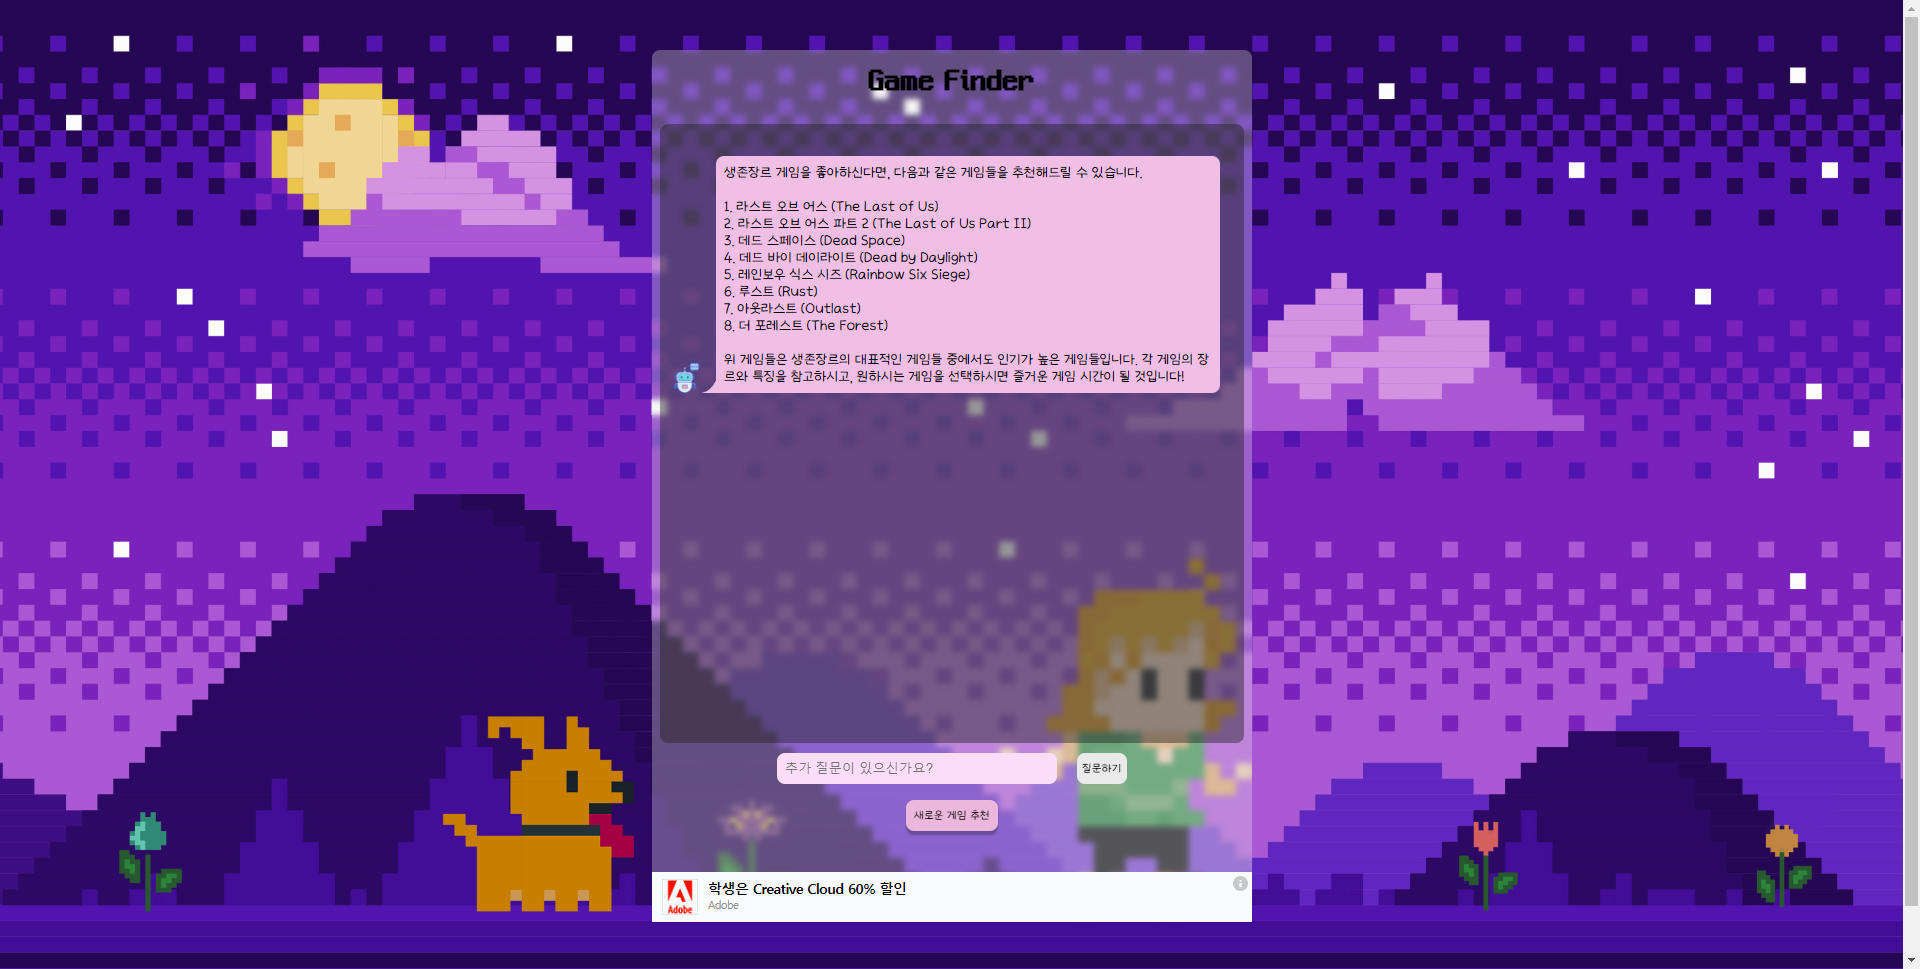 Game Finder
생존장르 게임을 좋아하신다면, 다음과 같은 게임들을 추천해드릴 수 있습니다.
1. 라스트 오브 어스 (The Last of Us)
2. 라스트 오브 어스 파트 2 (The Last of Us Part II)
3. 데드 스페이스 (Dead Space)
4. 데드 바이 데이라이트 (Dead by Daylight)
5. 레인보우 식스 시즈 (Rainbow Six Siege)
6. 루스트 (Rust)
7. 아웃라스트 (Outlast)
8. 더 포레스트 (The Forest)
위 게임들은 생존장르의 대표적인 게임들 중에서도 인기가 높은 게임들입니다. 각 게임의 장
르와 특징을 참고하시고, 원하시는 게임을 선택하시면 즐거운 게임 시간이 될 것입니다!
추가 질문이 있으신가요?
질문하기
새로운 게임 추천
학생은 Creative Cloud 60% 할인
Adobe
Adobe